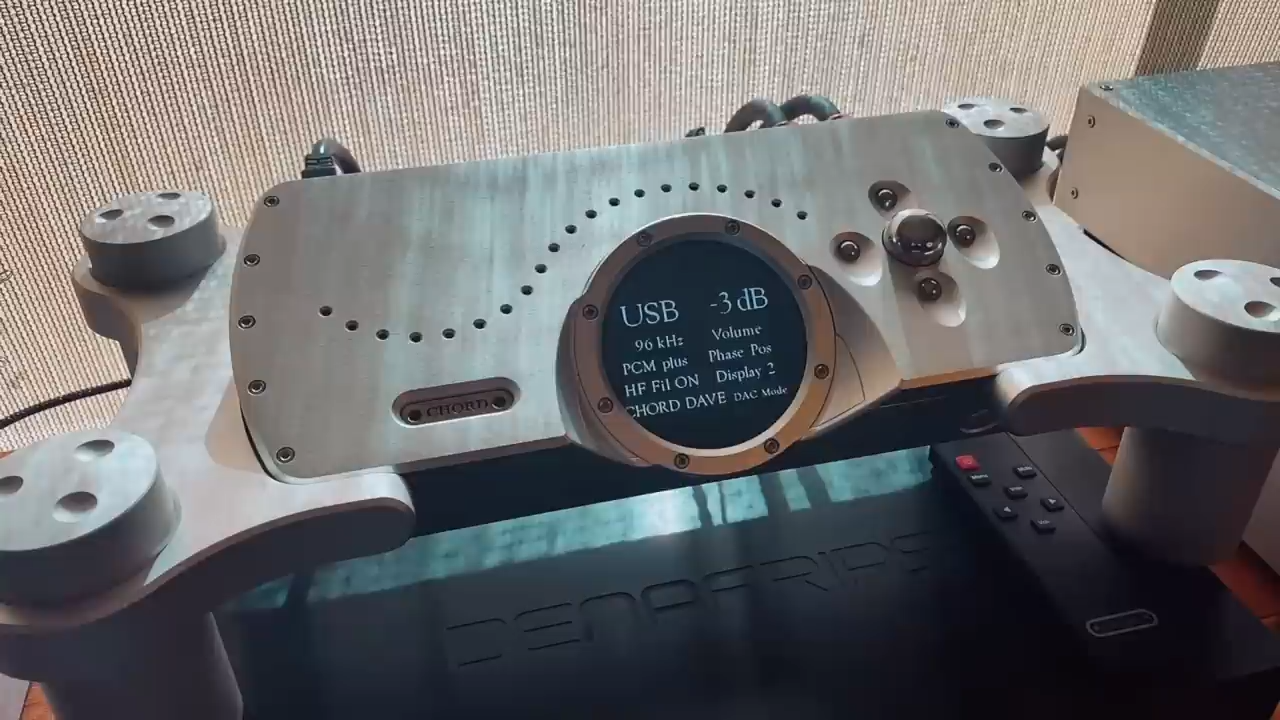 USB -3 dB
96 kHz Volume
PCM plus Phase Pos
HF Fil ON Display 2
CHORD DAVE DAC Mode
CHORD
DENAFRIPS